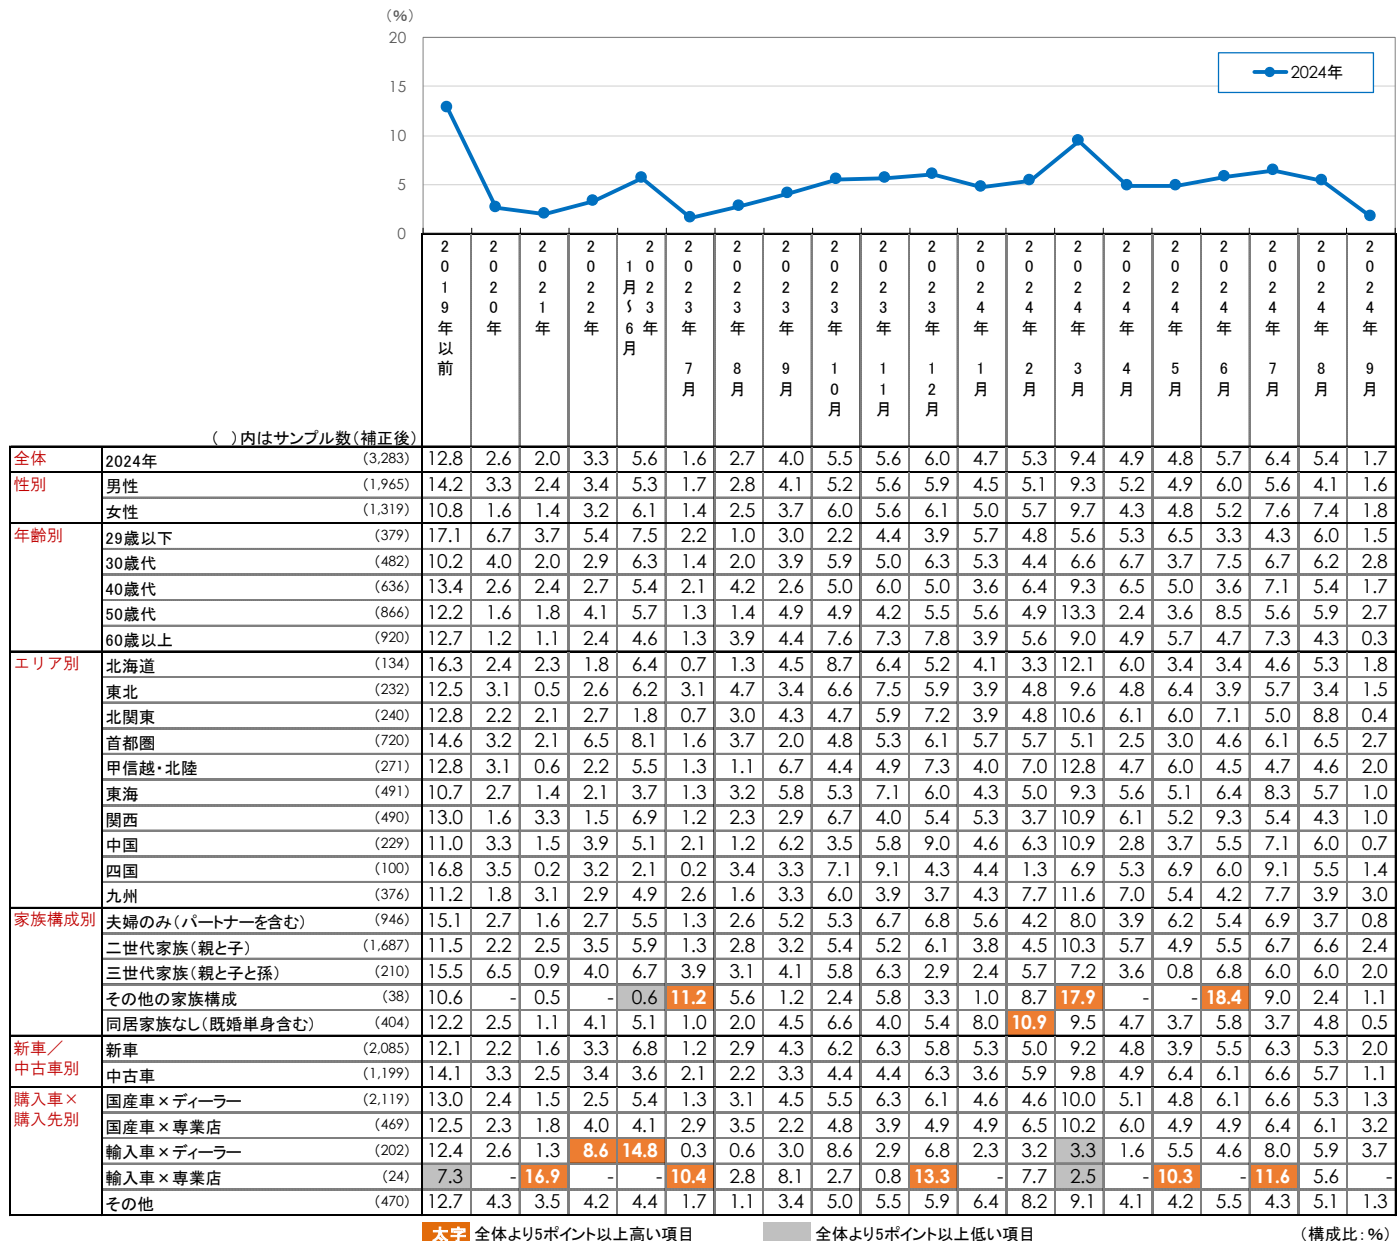 (%)
20
15
10
5
0
2024年
2019年以前
2020年
2021年
2022年
2023年1月～6月
2023年 7月
2023年 8月
2023年 9月
2023年 10月
2023年 11月
2023年 12月
2024年 1月
2024年 2月
2024年 3月
2024年 4月
2024年 5月
2024年 6月
2024年 7月
2024年 8月
2024年 9月
( )内はサンプル数(補正後)
全体 2024年 (3,283) 12.8 2.6 2.0 3.3 5.6 1.6 2.7 4.0 5.5 5.6 6.0 4.7 5.3 9.4 4.9 4.8 5.7 6.4 5.4 1.7
性別 男性 (1,965) 14.2 3.3 2.4 3.4 5.3 1.7 2.8 4.1 5.2 5.6 5.9 4.5 5.1 9.3 5.2 4.9 6.0 5.6 4.1 1.6
女性 (1,319) 10.8 1.6 1.4 3.2 6.1 1.4 2.5 3.7 6.0 5.6 6.1 5.0 5.7 9.7 4.3 4.8 5.2 7.6 7.4 1.8
年齢別 29歳以下 (379) 17.1 6.7 3.7 5.4 7.5 2.2 1.0 3.0 2.2 4.4 3.9 5.7 4.8 5.6 5.3 6.5 3.3 4.3 6.0 1.5
30歳代 (482) 10.2 4.0 2.0 2.9 6.3 1.4 2.0 3.9 5.9 5.0 6.3 5.3 4.4 6.6 6.7 3.7 7.5 6.7 6.2 2.8
40歳代 (636) 13.4 2.6 2.4 2.7 5.4 2.1 4.2 2.6 5.0 6.0 5.0 3.6 6.4 9.3 6.5 5.0 3.6 7.1 5.4 1.7
50歳代 (866) 12.2 1.6 1.8 4.1 5.7 1.3 1.4 4.9 4.9 4.2 5.5 5.6 4.9 13.3 2.4 3.6 8.5 5.6 5.9 2.7
60歳以上 (920) 12.7 1.2 1.1 2.4 4.6 1.3 3.9 4.4 7.6 7.3 7.8 3.9 5.6 9.0 4.9 5.7 4.7 7.3 4.3 0.3
エリア別 北海道 (134) 16.3 2.4 2.3 1.8 6.4 0.7 1.3 4.5 8.7 6.4 5.2 4.1 3.3 12.1 6.0 3.4 3.4 4.6 5.3 1.8
東北 (232) 12.5 3.1 0.5 2.6 6.2 3.1 4.7 3.4 6.6 7.5 5.9 3.9 4.8 9.6 4.8 6.4 3.9 5.7 3.4 1.5
北関東 (240) 12.8 2.2 2.1 2.7 1.8 0.7 3.0 4.3 4.7 5.9 7.2 3.9 4.8 10.6 6.1 6.0 7.1 5.0 8.8 0.4
首都圏 (720) 14.6 3.2 2.1 6.5 8.1 1.6 3.7 2.0 4.8 5.3 6.1 5.7 5.7 5.1 2.5 3.0 4.6 6.1 6.5 2.7
甲信越・北陸 (271) 12.8 3.1 0.6 2.2 5.5 1.3 1.1 6.7 4.4 4.9 7.3 4.0 7.0 12.8 4.7 6.0 4.5 4.7 4.6 2.0
東海 (491) 10.7 2.7 1.4 2.1 3.7 1.3 3.2 5.8 5.3 7.1 6.0 4.3 5.0 9.3 5.6 5.1 6.4 8.3 5.7 1.0
関西 (490) 13.0 1.6 3.3 1.5 6.9 1.2 2.3 2.9 6.7 4.0 5.4 5.3 3.7 10.9 6.1 5.2 9.3 5.4 4.3 1.0
中国 (229) 11.0 3.3 1.5 3.9 5.1 2.1 1.2 6.2 3.5 5.8 9.0 4.6 6.3 10.9 2.8 3.7 5.5 7.1 6.0 0.7
四国 (100) 16.8 3.5 0.2 3.2 2.1 0.2 3.4 3.3 7.1 9.1 4.3 4.4 1.3 6.9 5.3 6.9 6.0 9.1 5.5 1.4
九州 (376) 11.2 1.8 3.1 2.9 4.9 2.6 1.6 3.3 6.0 3.9 3.7 4.3 7.7 11.6 7.0 5.4 4.2 7.7 3.9 3.0
家族構成別 夫婦のみ(パートナーを含む) (946) 15.1 2.7 1.6 2.7 5.5 1.3 2.6 5.2 5.3 6.7 6.8 5.6 4.2 8.0 3.9 6.2 5.4 6.9 3.7 0.8
二世代家族(親と子) (1,687) 11.5 2.2 2.5 3.5 5.9 1.3 2.8 3.2 5.4 5.2 6.1 3.8 4.5 10.3 5.7 4.9 5.5 6.7 6.6 2.4
三世代家族(親と子と孫) (210) 15.5 6.5 0.9 4.0 6.7 3.9 3.1 4.1 5.8 6.3 2.9 2.4 5.7 7.2 3.6 0.8 6.8 6.0 6.0 2.0
その他の家族構成 (38) 10.6 - 0.5 - 0.6 11.2 5.6 1.2 2.4 5.8 3.3 1.0 8.7 17.9 - - 18.4 9.0 2.4 1.1
同居家族なし(既婚単身含む) (404) 12.2 2.5 1.1 4.1 5.1 1.0 2.0 4.5 6.6 4.0 5.4 8.0 10.9 9.5 4.7 3.7 5.8 3.7 4.8 0.5
新車／中古車別 新車 (2,085) 12.1 2.2 1.6 3.3 6.8 1.2 2.9 4.3 6.2 6.3 5.8 5.3 5.0 9.2 4.8 3.9 5.5 6.3 5.3 2.0
中古車 (1,199) 14.1 3.3 2.5 3.4 3.6 2.1 2.2 3.3 4.4 4.4 6.3 3.6 5.9 9.8 4.9 6.4 6.1 6.6 5.7 1.1
購入車×購入先別 国産車×ディーラー (2,119) 13.0 2.4 1.5 2.5 5.4 1.3 3.1 4.5 5.5 6.3 6.1 4.6 4.6 10.0 5.1 4.8 6.1 6.6 5.3 1.3
国産車×専業店 (469) 12.5 2.3 1.8 4.0 4.1 2.9 3.5 2.2 4.8 3.9 4.9 4.9 6.5 10.2 6.0 4.9 4.9 6.4 6.1 3.2
輸入車×ディーラー (202) 12.4 2.6 1.3 8.6 14.8 0.3 0.6 3.0 8.6 2.9 6.8 2.3 3.2 3.3 1.6 5.5 4.6 8.0 5.9 3.7
輸入車×専業店 (24) 7.3 - 16.9 - - 10.4 2.8 8.1 2.7 0.8 13.3 - 7.7 2.5 - 10.3 - 11.6 5.6 -
その他 (470) 12.7 4.3 3.5 4.2 4.4 1.7 1.1 3.4 5.0 5.5 5.9 6.4 8.2 9.1 4.1 4.2 5.5 4.3 5.1 1.3
太字 全体より5ポイント以上高い項目 全体より5ポイント以上低い項目 (構成比：%)